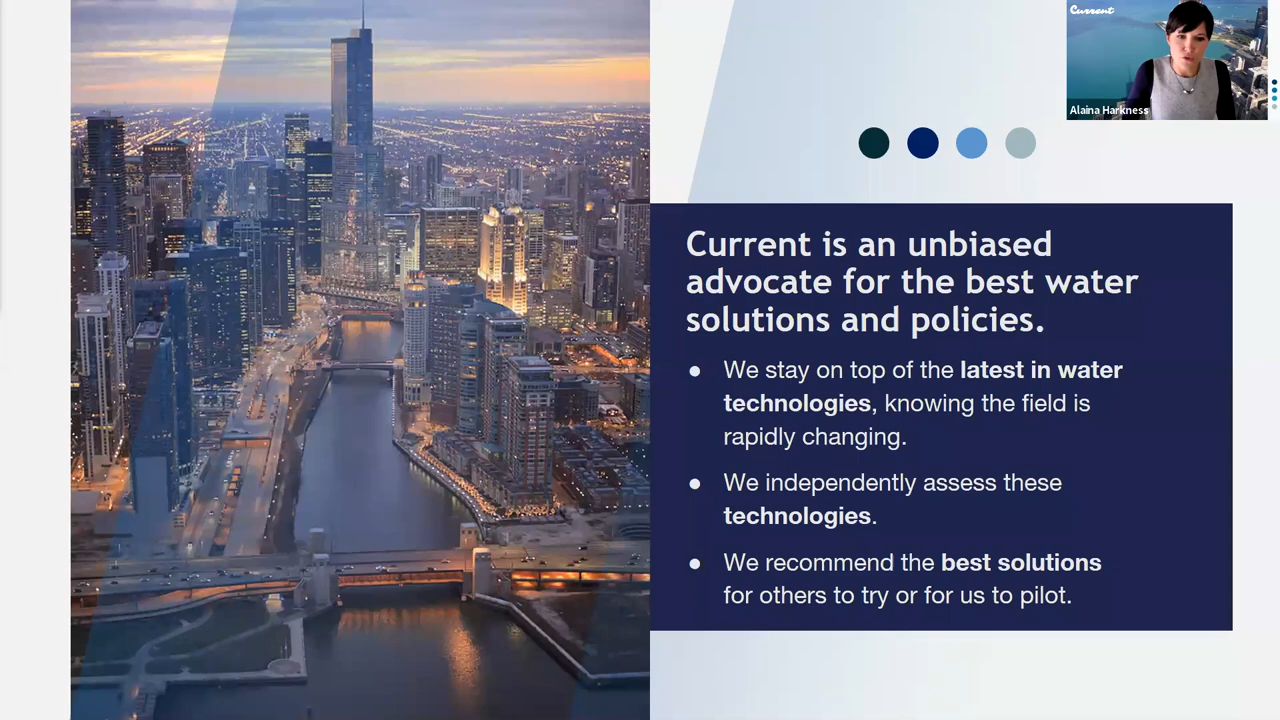 Current
Alaina Harkness
Current is an unbiased
advocate for the best water
solutions and policies.
● We stay on top of the latest in water
technologies, knowing the field is
rapidly changing.
● We independently assess these
technologies.
● We recommend the best solutions
for others to try or for us to pilot.